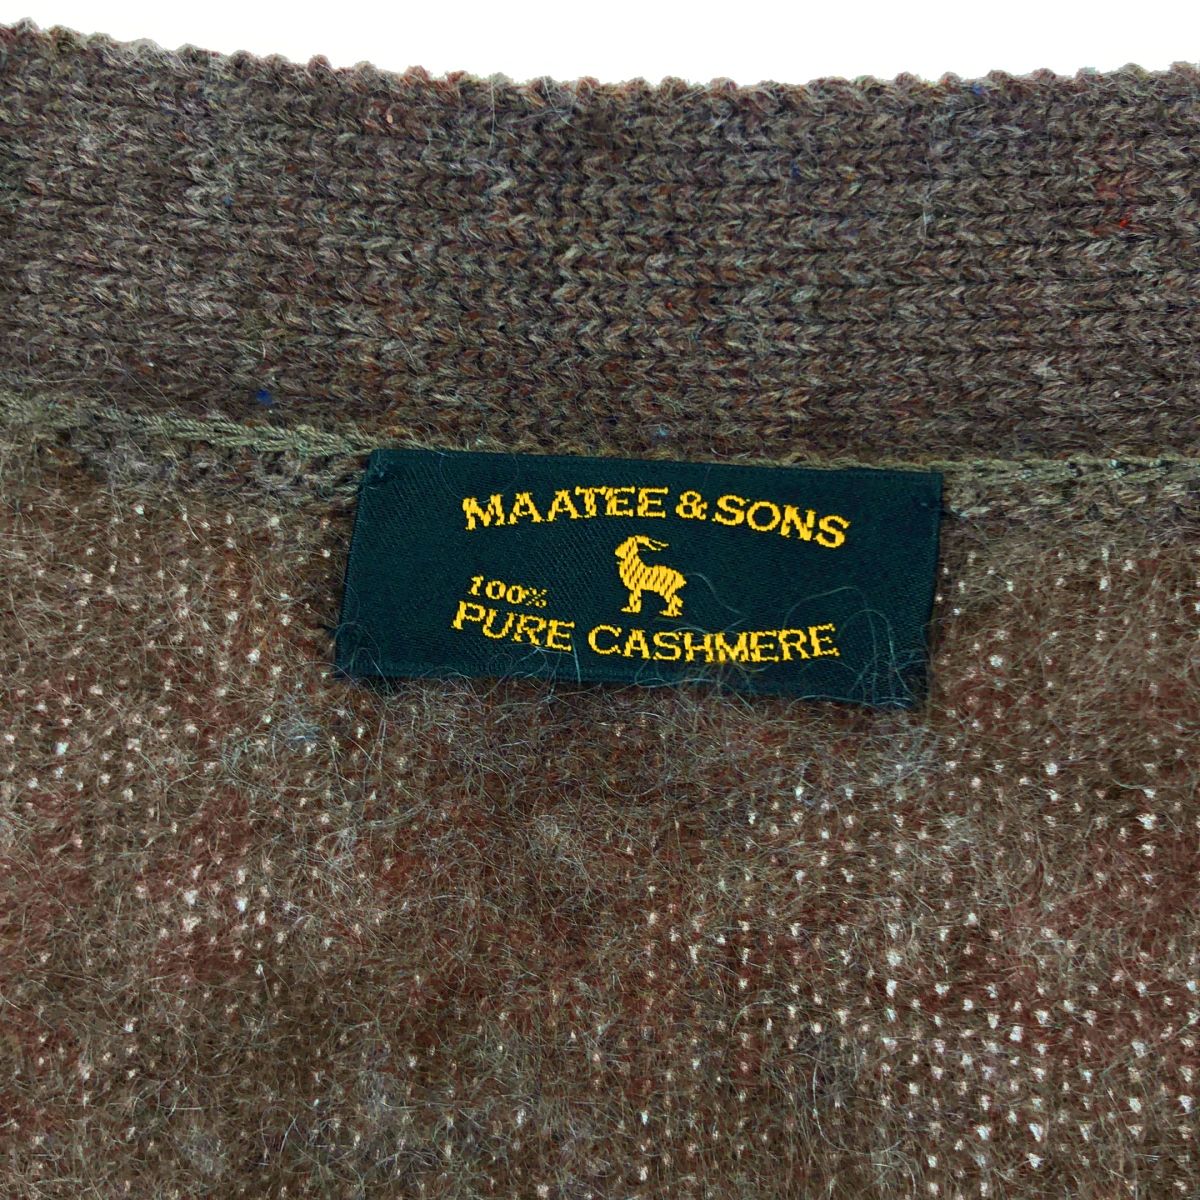 MAATEE & SONS
100%
PURE CASHMERE